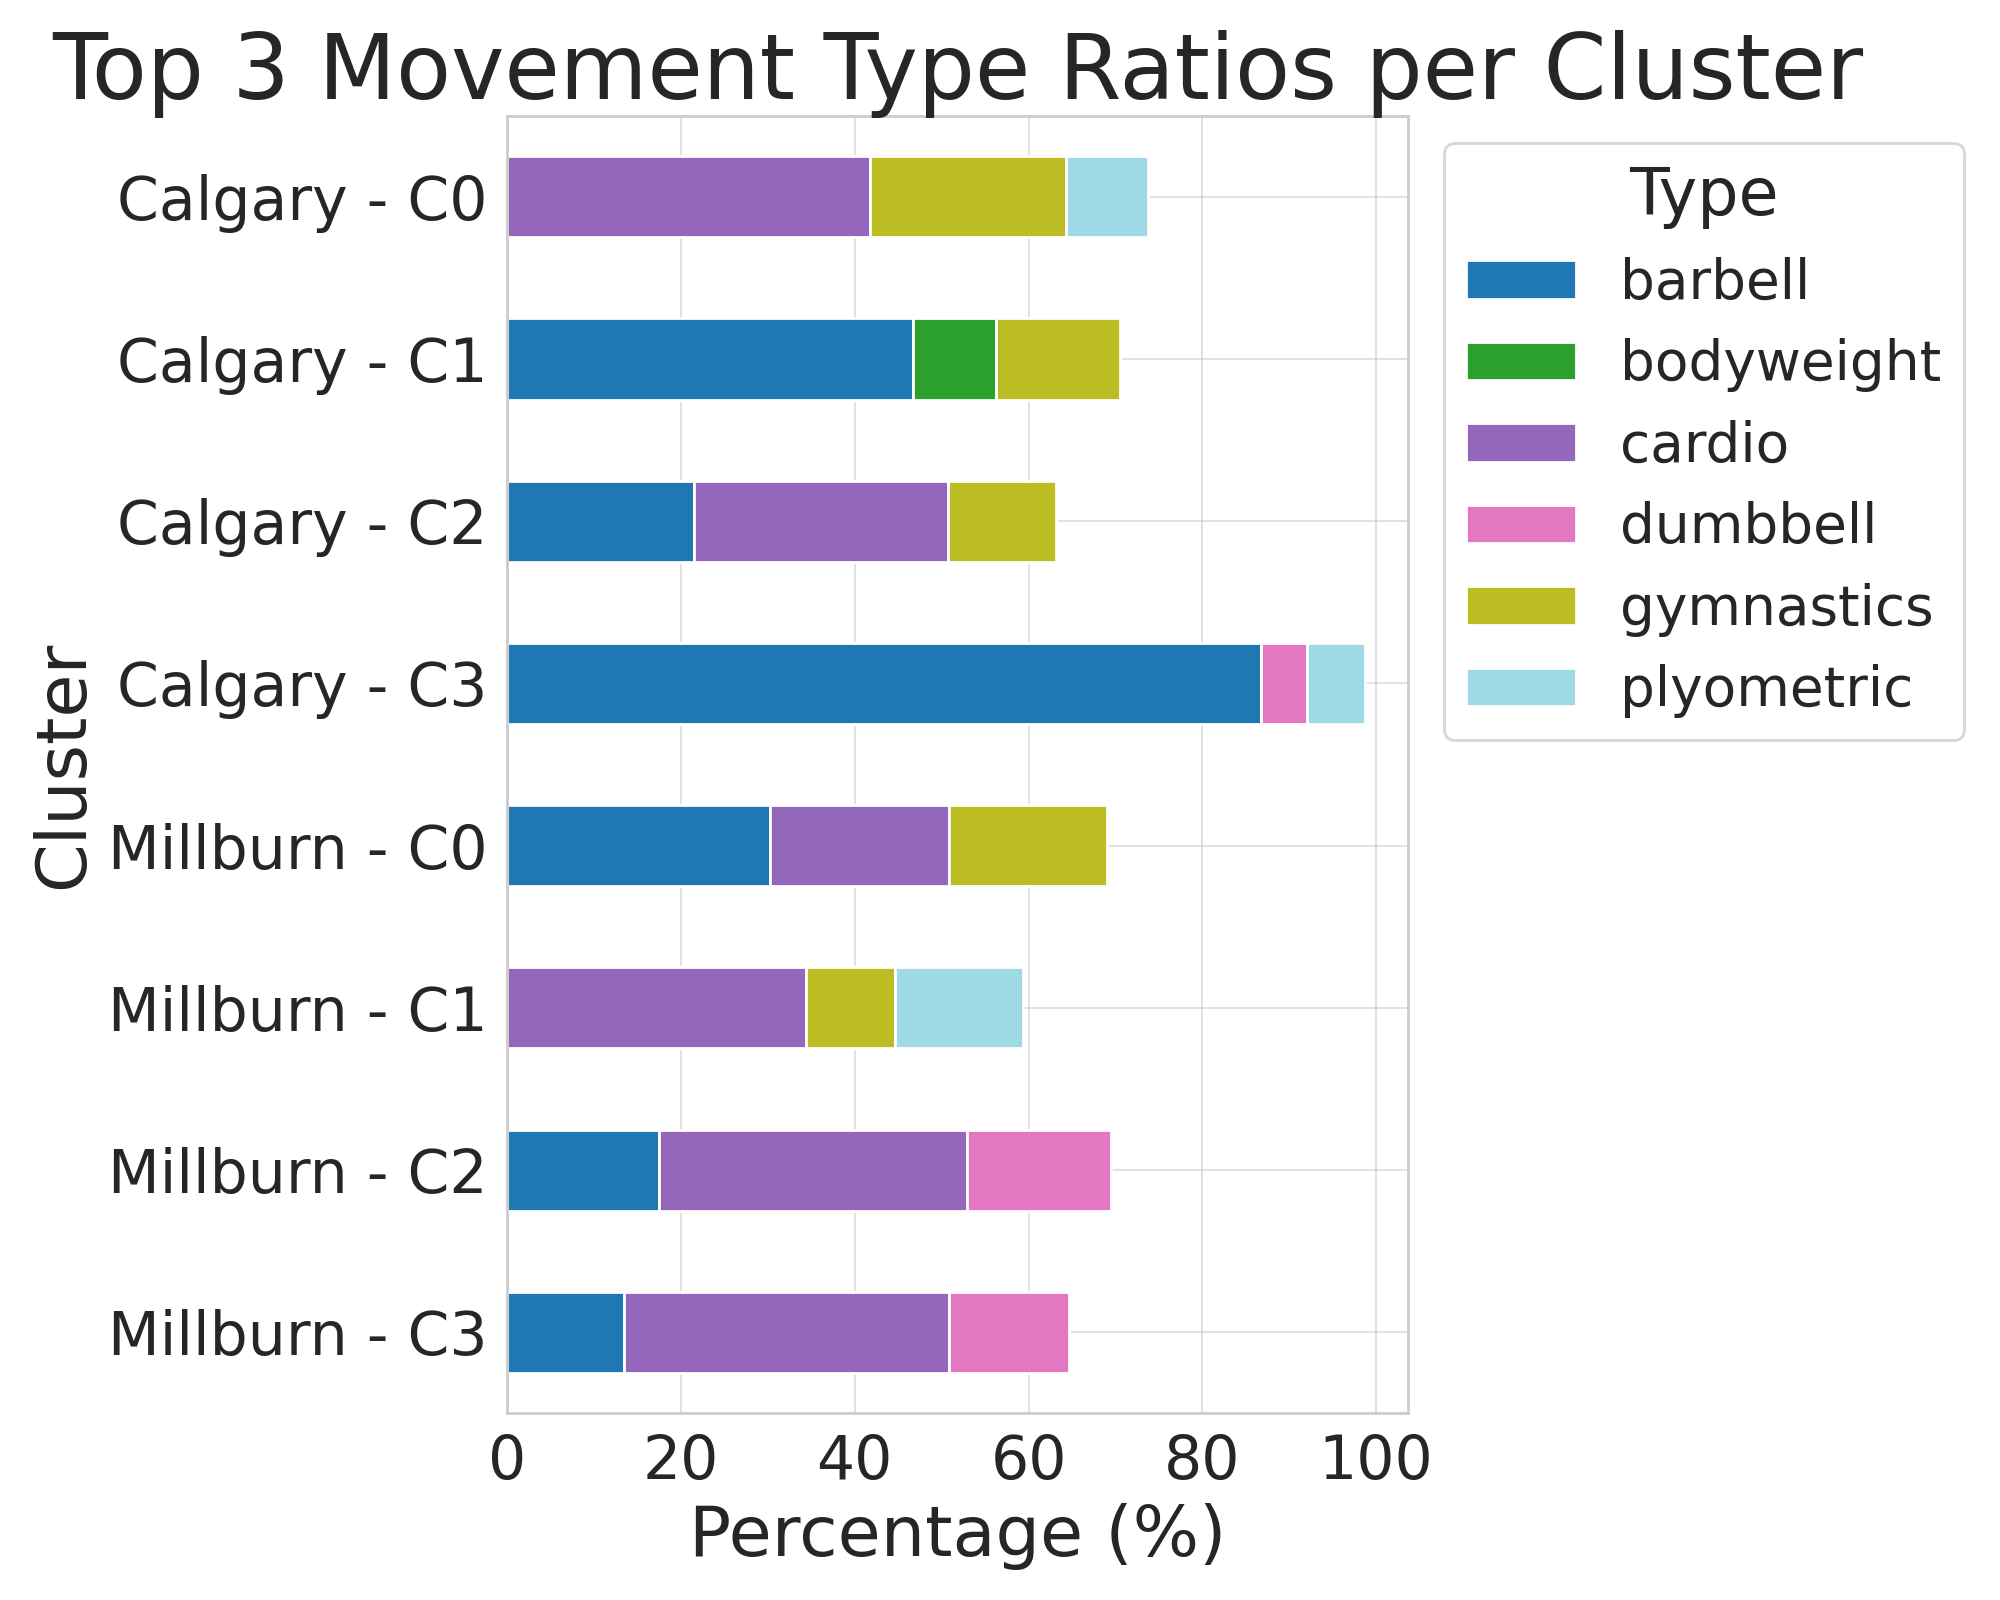 Top 3 Movement Type Ratios per Cluster
Calgary - C0
Calgary - C1
Calgary - C2
Calgary - C3
Millburn - C0
Millburn - C1
Millburn - C2
Millburn - C3
Cluster
0 20 40 60 80 100
Percentage (%)
Type
barbell
bodyweight
cardio
dumbbell
gymnastics
plyometric